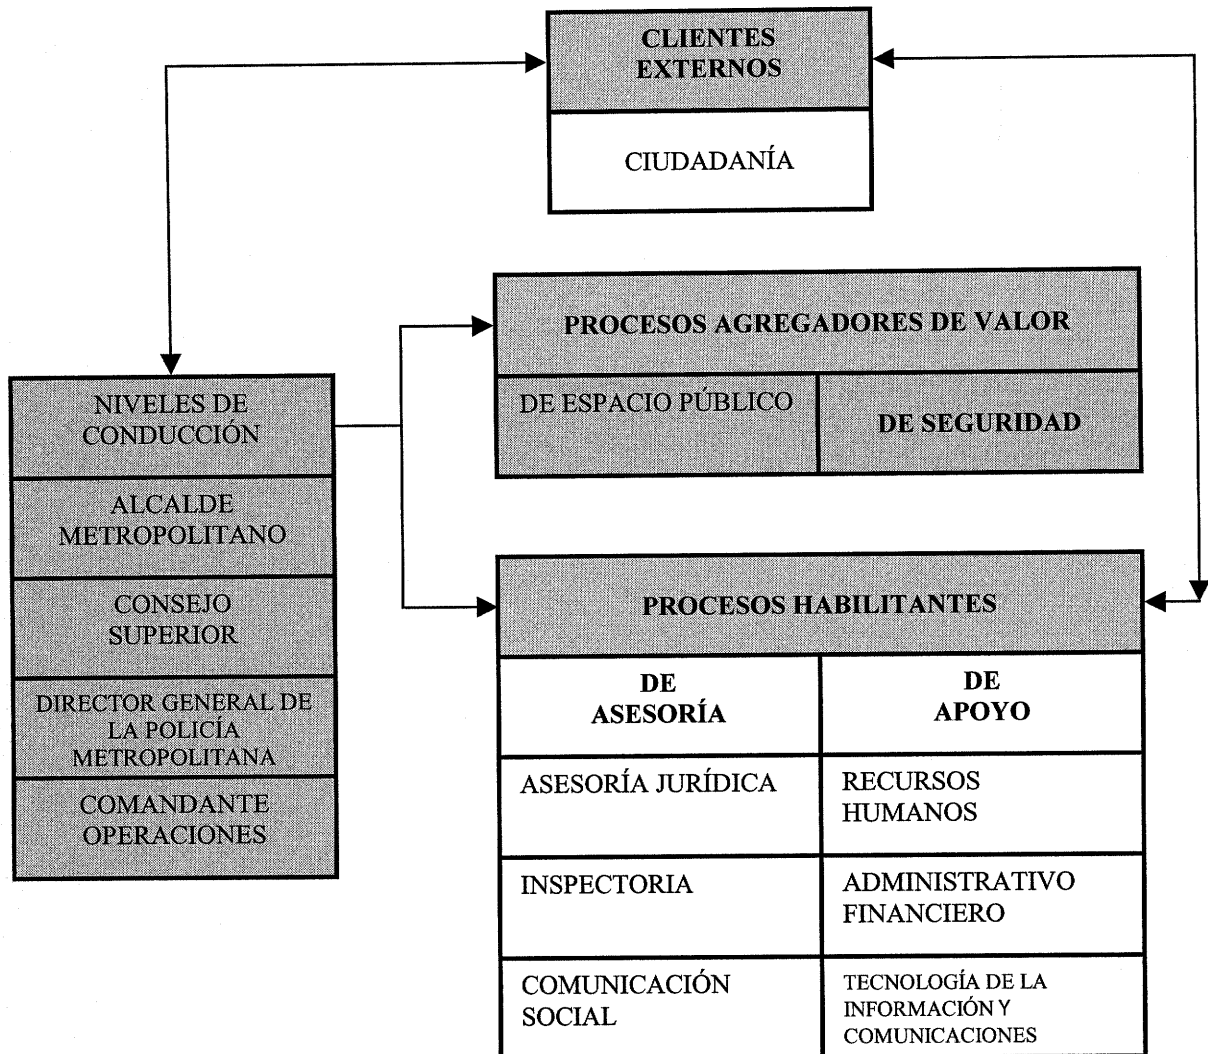 CLIENTES
EXTERNOS
CIUDADANÍA
PROCESOS AGREGADORES DE VALOR
DE ESPACIO PÚBLICO
DE SEGURIDAD
NIVELES DE
CONDUCCIÓN
ALCALDE
METROPOLITANO
CONSEJO
SUPERIOR
DIRECTOR GENERAL DE
LA POLICÍA
METROPOLITANA
COMANDANTE
OPERACIONES
PROCESOS HABILITANTES
DE
ASESORÍA
DE
APOYO
ASESORÍA JURÍDICA
RECURSOS
HUMANOS
INSPECTORIA
ADMINISTRATIVO
FINANCIERO
COMUNICACIÓN
SOCIAL
TECNOLOGÍA DE LA
INFORMACIÓN Y
COMUNICACIONES